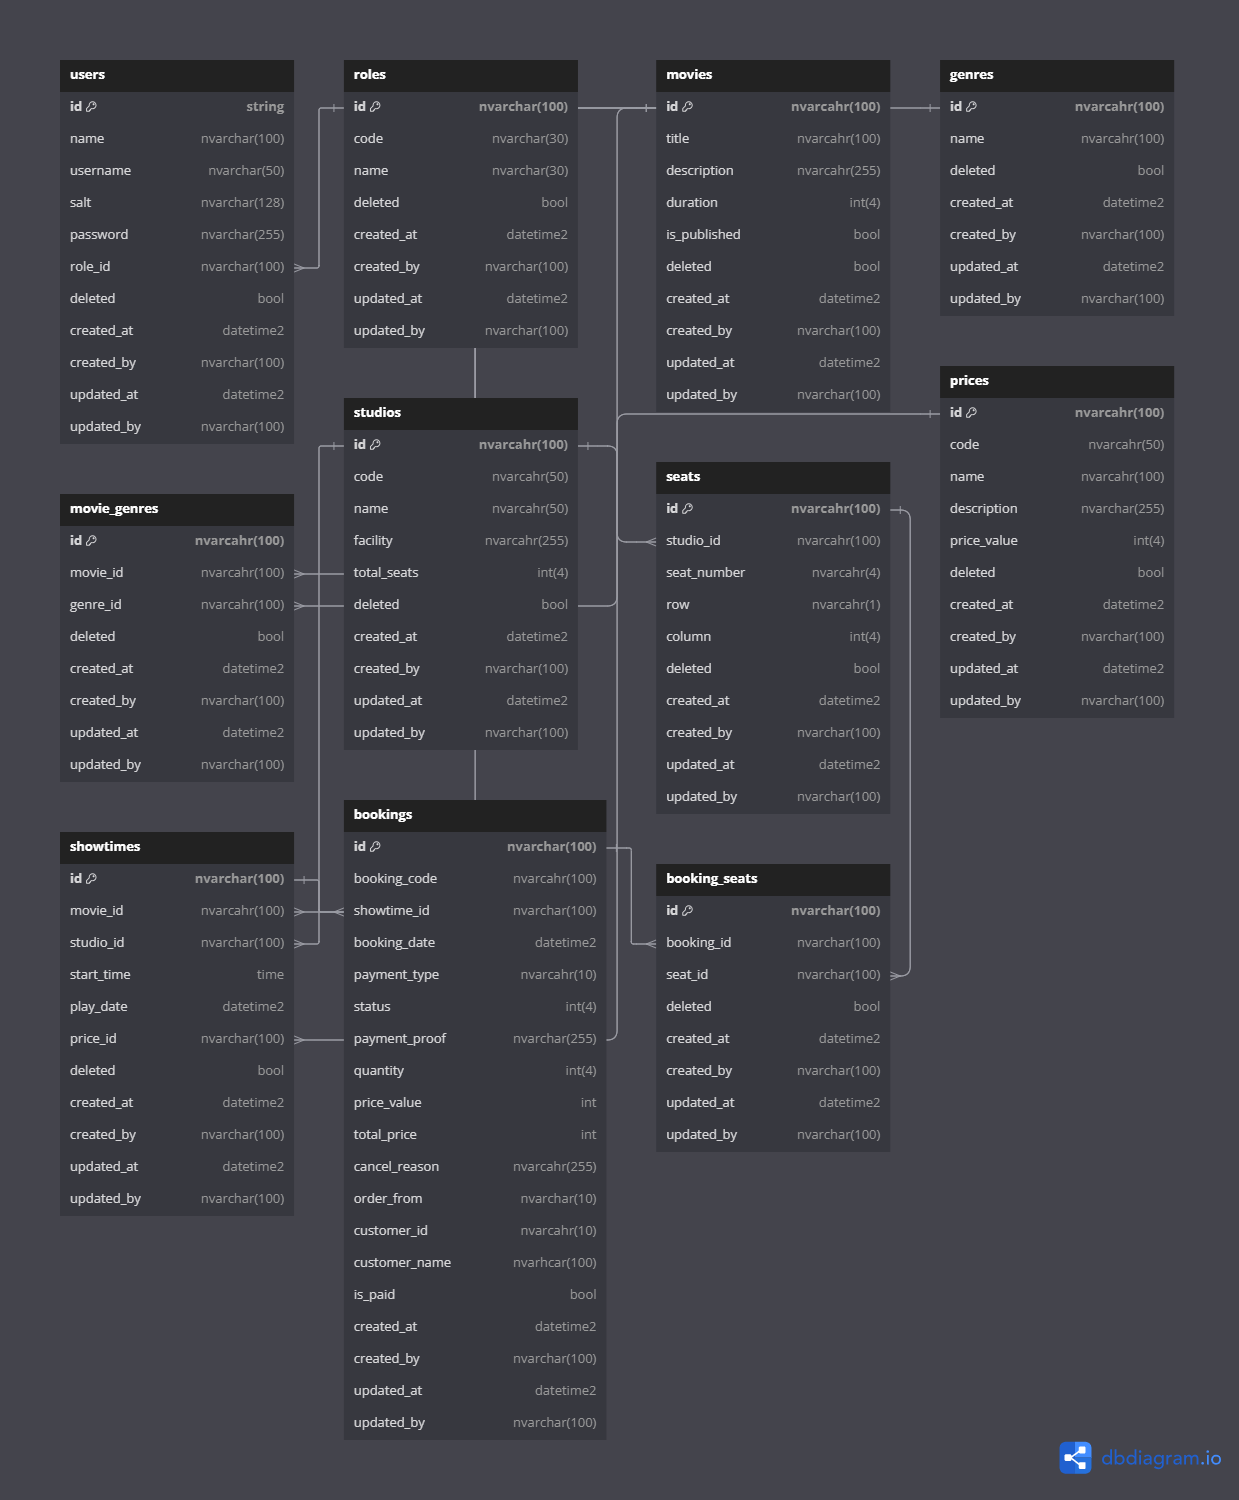 users
id string
name nvarchar(100)
username nvarchar(50)
salt nvarchar(128)
password nvarchar(255)
role_id nvarchar(100)
deleted bool
created_at datetime2
created_by nvarchar(100)
updated_at datetime2
updated_by nvarchar(100)
roles
id nvarchar(100)
code nvarchar(30)
name nvarchar(30)
deleted bool
created_at datetime2
created_by nvarchar(100)
updated_at datetime2
updated_by nvarchar(100)
movies
id nvarcahr(100)
title nvarcahr(100)
description nvarcahr(255)
duration int(4)
is_published bool
deleted bool
created_at datetime2
created_by nvarchar(100)
updated_at datetime2
updated_by nvarchar(100)
genres
id nvarcahr(100)
name nvarcahr(100)
deleted bool
created_at datetime2
created_by nvarchar(100)
updated_at datetime2
updated_by nvarchar(100)
prices
id nvarcahr(100)
code nvarcahr(50)
name nvarcahr(100)
description nvarcahr(255)
price_value int(4)
deleted bool
created_at datetime2
created_by nvarchar(100)
updated_at datetime2
updated_by nvarchar(100)
studios
id nvarcahr(100)
code nvarcahr(50)
name nvarcahr(50)
facility nvarcahr(255)
total_seats int(4)
deleted bool
created_at datetime2
created_by nvarchar(100)
updated_at datetime2
updated_by nvarchar(100)
seats
id nvarcahr(100)
studio_id nvarcahr(100)
seat_number nvarcahr(4)
row nvarcahr(1)
column int(4)
deleted bool
created_at datetime2
created_by nvarchar(100)
updated_at datetime2
updated_by nvarchar(100)
movie_genres
id nvarcahr(100)
movie_id nvarcahr(100)
genre_id nvarcahr(100)
deleted bool
created_at datetime2
created_by nvarchar(100)
updated_at datetime2
updated_by nvarchar(100)
showtimes
id nvarchar(100)
movie_id nvarcahr(100)
studio_id nvarchar(100)
start_time time
play_date datetime2
price_id nvarchar(100)
deleted bool
created_at datetime2
created_by nvarchar(100)
updated_at datetime2
updated_by nvarchar(100)
bookings
id nvarchar(100)
booking_code nvarcahr(100)
showtime_id nvarchar(100)
booking_date datetime2
payment_type nvarcahr(10)
status int(4)
payment_proof nvarchar(255)
quantity int(4)
price_value int
total_price int
cancel_reason nvarcahr(255)
order_from nvarchar(10)
customer_id nvarcahr(10)
customer_name nvarhcar(100)
is_paid bool
created_at datetime2
created_by nvarchar(100)
updated_at datetime2
updated_by nvarchar(100)
booking_seats
id nvarchar(100)
booking_id nvarchar(100)
seat_id nvarchar(100)
deleted bool
created_at datetime2
created_by nvarchar(100)
updated_at datetime2
updated_by nvarchar(100)
dbdiagram.io